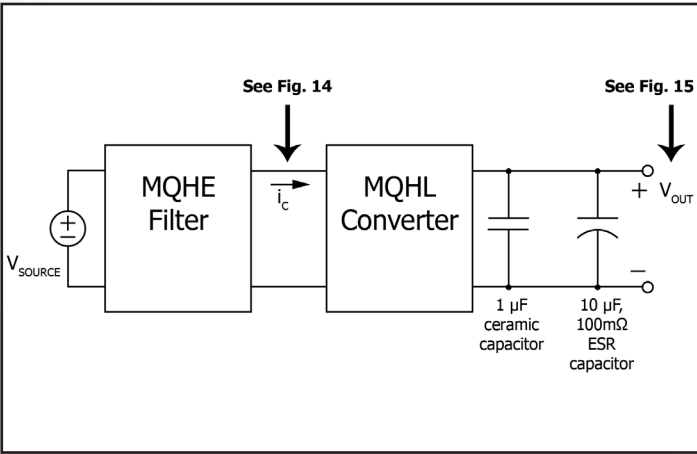 See Fig. 14
See Fig. 15
MQHE
Filter
i_c
MQHL
Converter
+
V_OUT
+
−
V_SOURCE
−
1 µF
ceramic
capacitor
10 µF,
100mΩ
ESR
capacitor